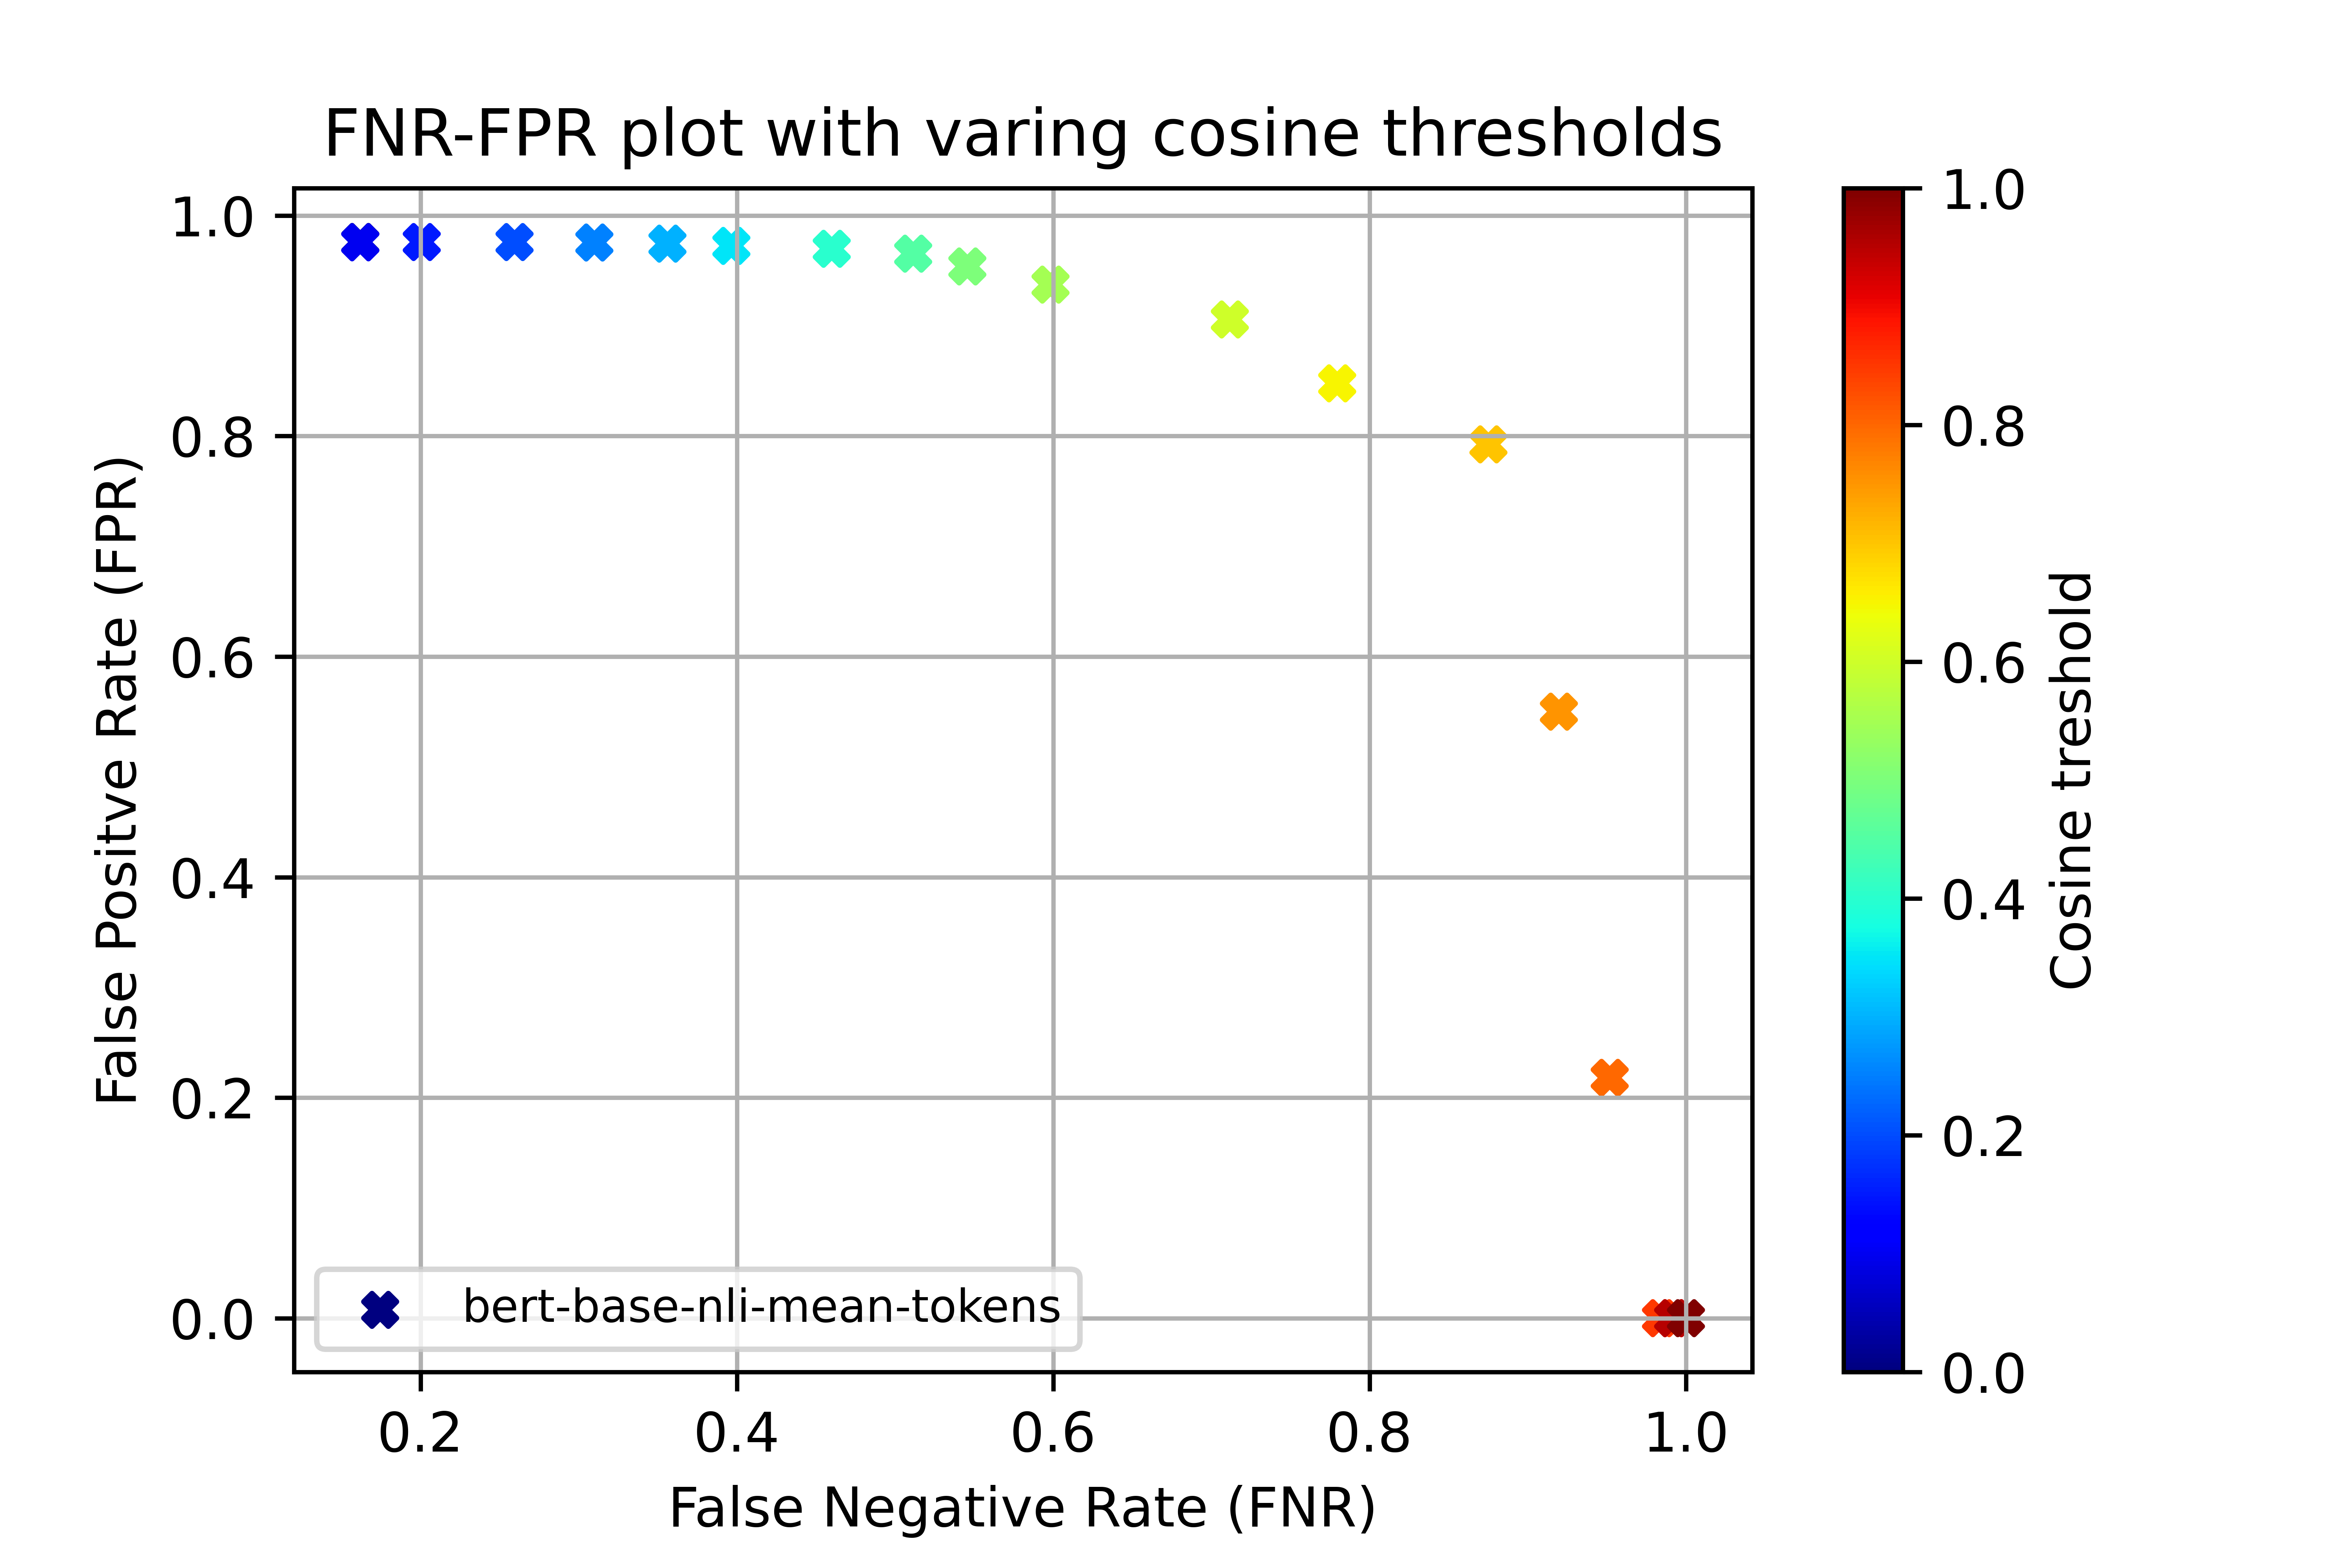 FNR-FPR plot with varing cosine thresholds
1.0
0.8
0.6
0.4
0.2
0.0
False Positve Rate (FPR)
bert-base-nli-mean-tokens
0.2 0.4 0.6 0.8 1.0
False Negative Rate (FNR)
1.0
0.8
0.6
0.4
0.2
0.0
Cosine treshold